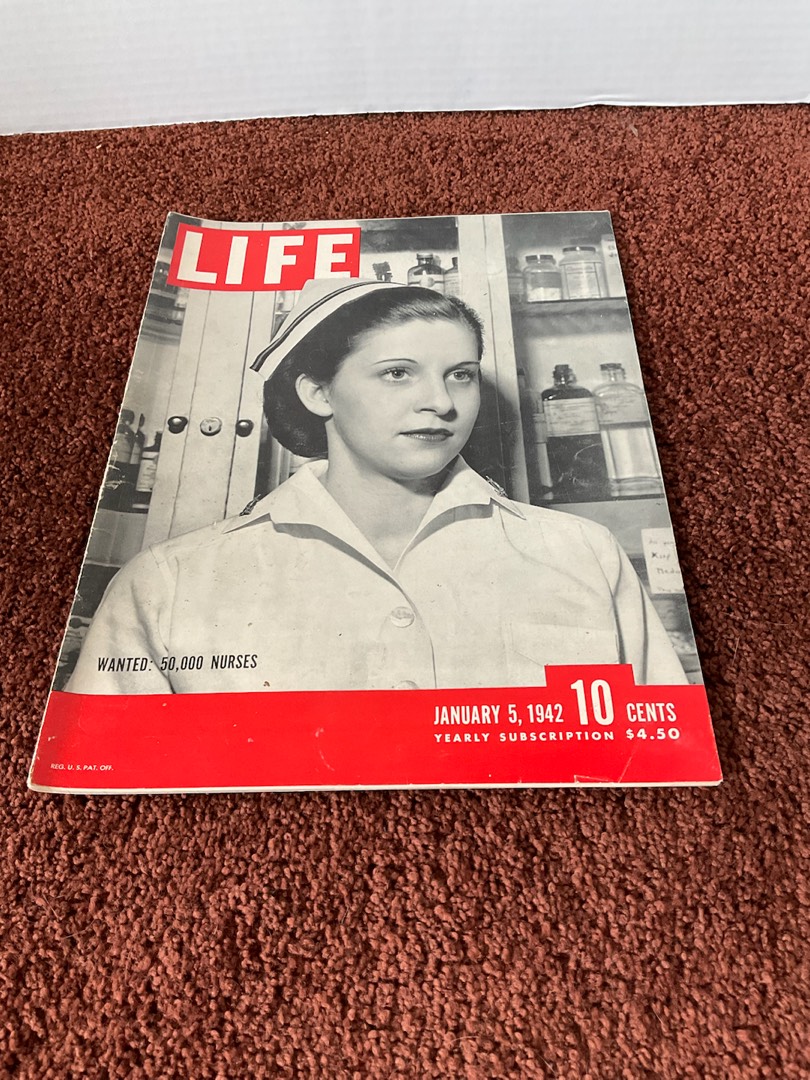 LIFE
WANTED: 50,000 NURSES
JANUARY 5, 1942 10 CENTS
YEARLY SUBSCRIPTION $4.50
REG. U. S. PAT. OFF.